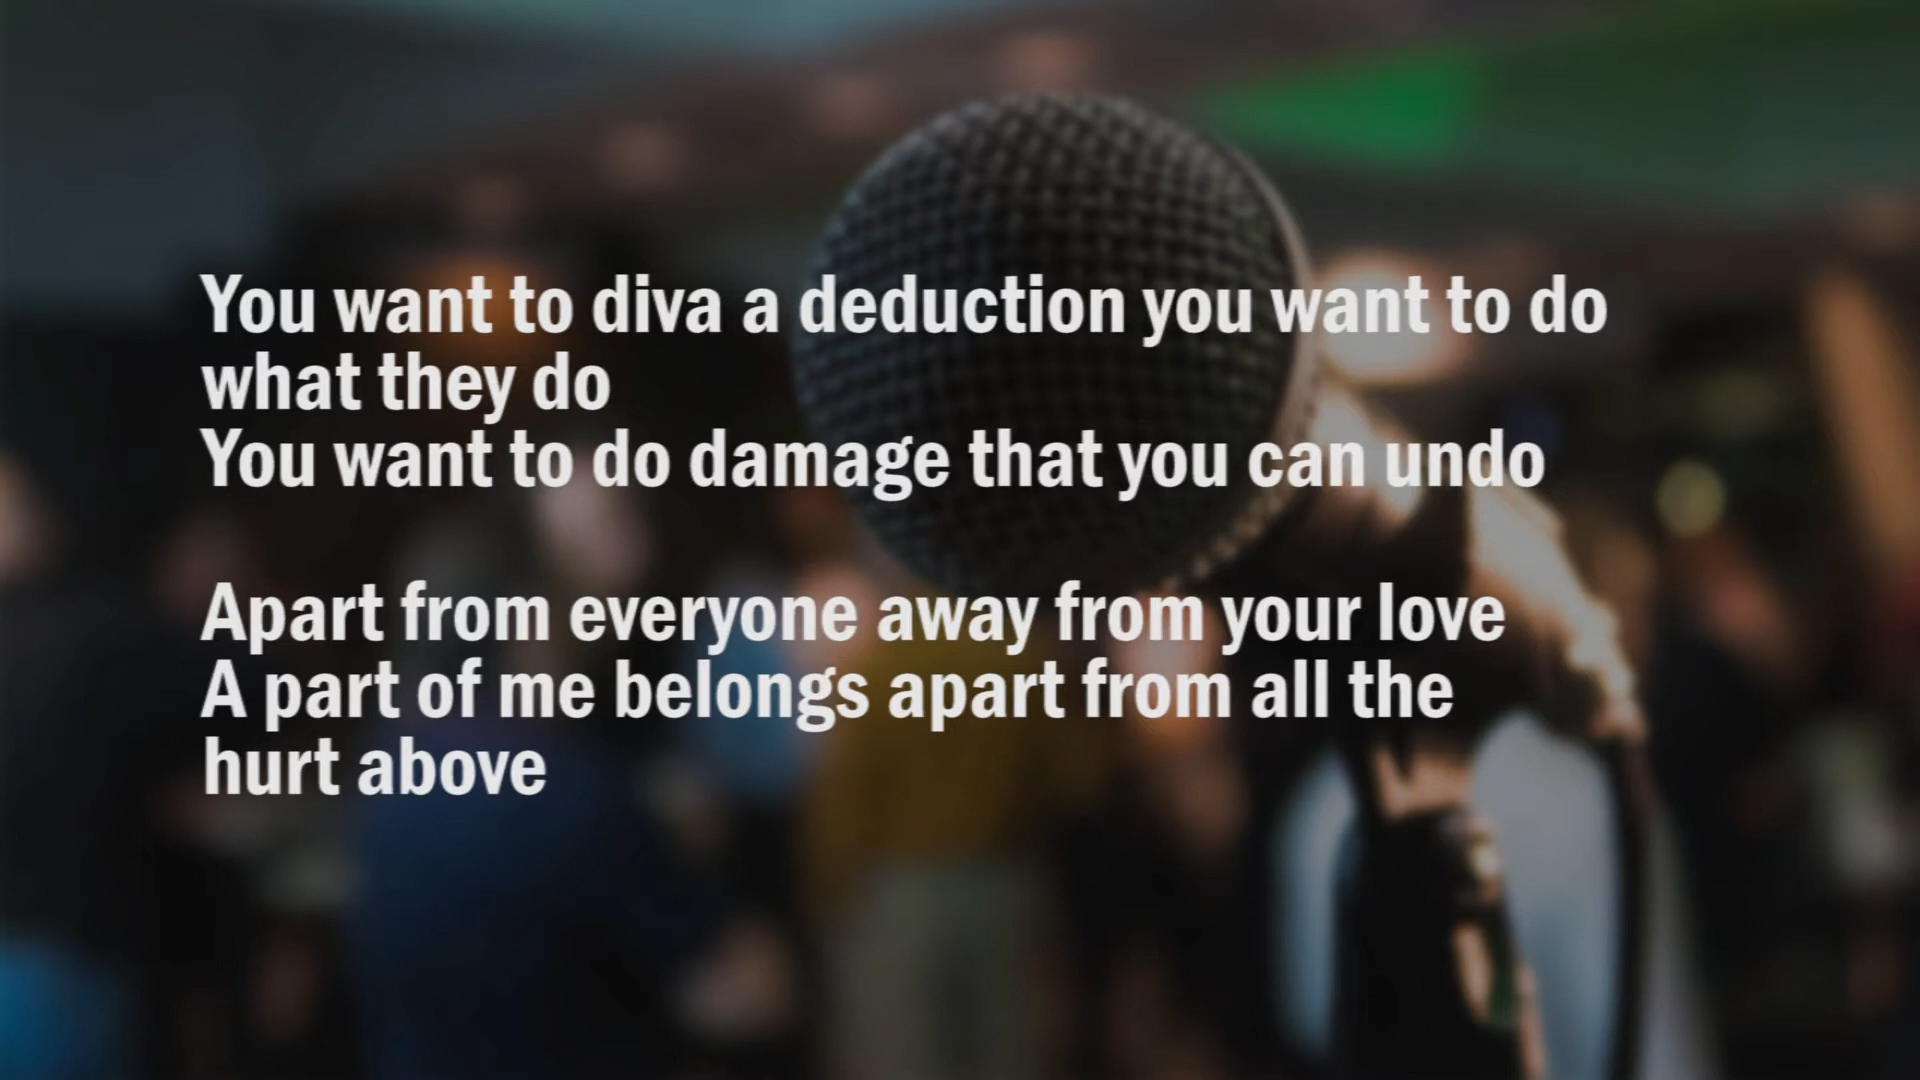 You want to diva a deduction you want to do
what they do
You want to do damage that you can undo
Apart from everyone away from your love
A part of me belongs apart from all the
hurt above